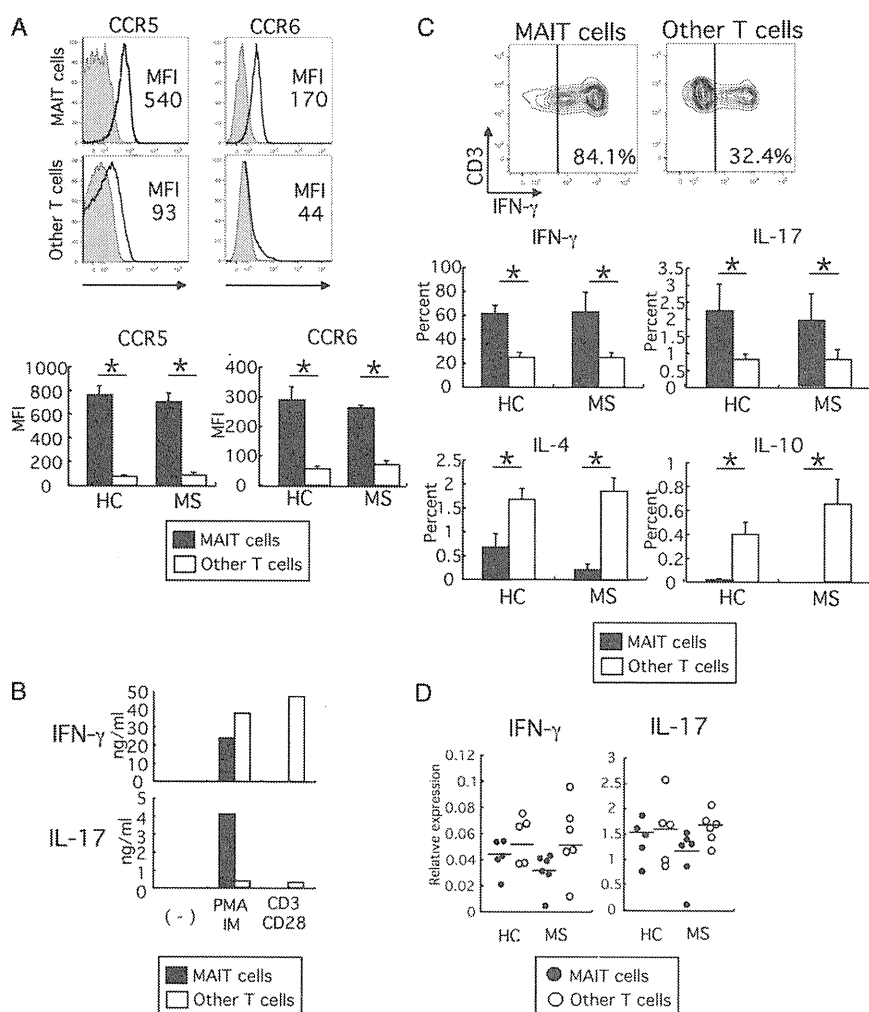 A
CCR5
CCR6
MAIT cells
MFI
540
MFI
170
Other T cells
MFI
93
MFI
44
CCR5
MFI
1000
800
600
400
200
0
HC
MS
CCR6
400
300
200
100
0
HC
MS
MAIT cells
Other T cells
B
IFN-γ
ng/ml
50
40
30
20
10
0
IL-17
ng/ml
5
4
3
2
1
0
(-)
PMA
IM
CD3
CD28
MAIT cells
Other T cells
C
MAIT cells
Other T cells
84.1%
32.4%
CD3
IFN-γ
IFN-γ
Percent
100
80
60
40
20
0
*
*
HC
MS
IL-17
Percent
3.5
3
2.5
2
1.5
1
0.5
0
*
*
HC
MS
IL-4
Percent
2.5
2
1.5
1
0.5
0
*
*
HC
MS
IL-10
Percent
1
0.8
0.6
0.4
0.2
0
*
*
HC
MS
MAIT cells
Other T cells
D
IFN-γ
Relative expression
0.12
0.1
0.08
0.06
0.04
0.02
0
HC
MS
IL-17
3
2.5
2
1.5
1
0.5
0
HC
MS
MAIT cells
Other T cells